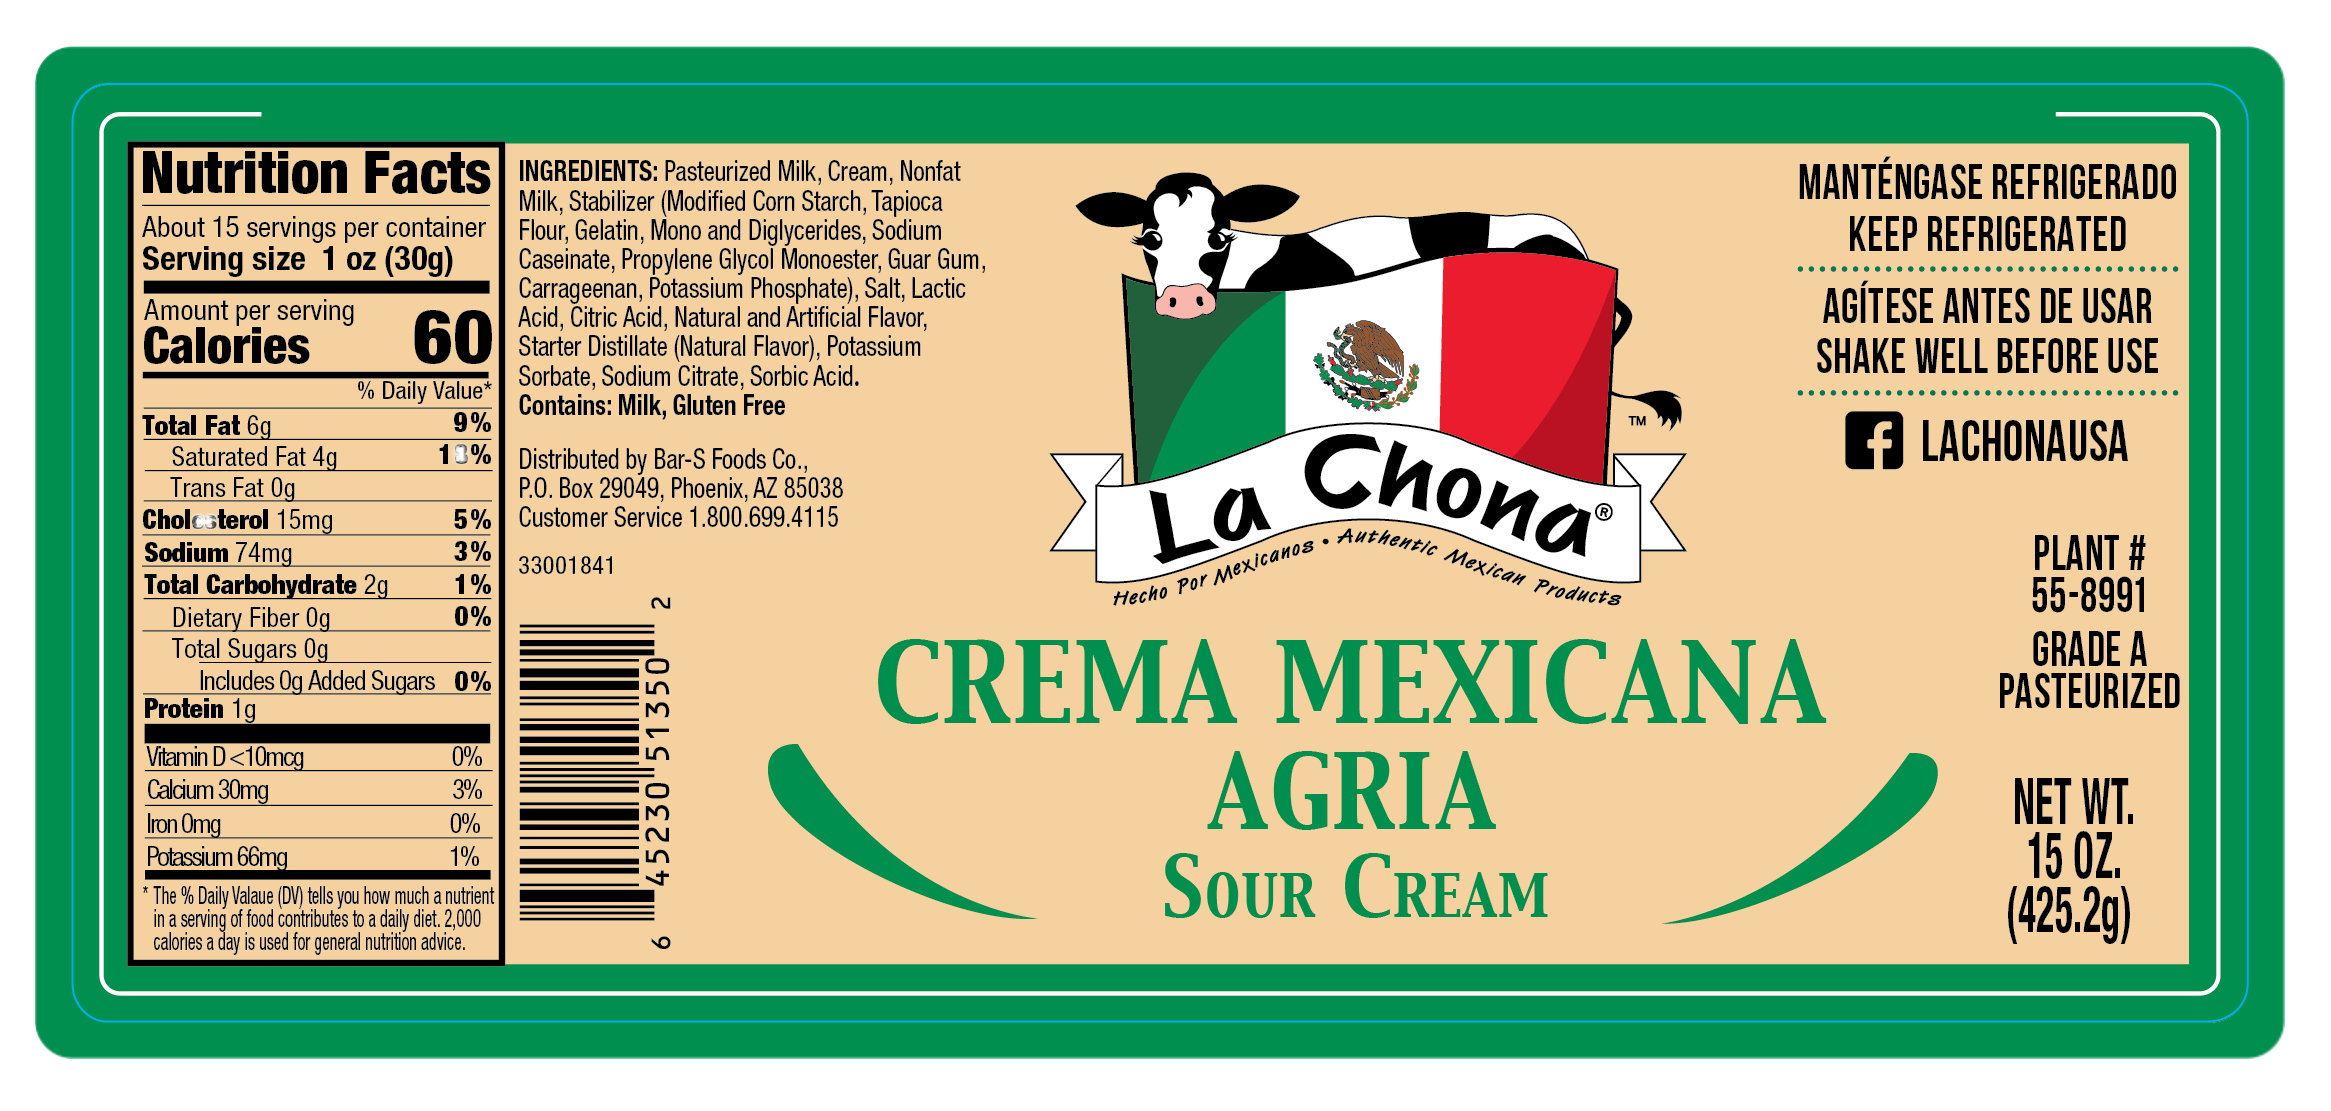 Nutrition Facts
About 15 servings per container
Serving size 1 oz (30g)
Amount per serving
Calories 60
% Daily Value*
Total Fat 6g 9%
Saturated Fat 4g
Trans Fat 0g
15mg 5%
Sodium 74mg 3%
Total Carbohydrate 2g 1%
Dietary Fiber 0g 0%
Total Sugars 0g
Includes 0g Added Sugars 0%
Protein 1g
Vitamin D <10mcg 0%
Calcium 30mg 3%
Iron 0mg 0%
Potassium 66mg 1%
* The % Daily Valaue (DV) tells you how much a nutrient
in a serving of food contributes to a daily diet. 2,000
calories a day is used for general nutrition advice.
INGREDIENTS: Pasteurized Milk, Cream, Nonfat
Milk, Stabilizer (Modified Corn Starch, Tapioca
Flour, Gelatin, Mono and Diglycerides, Sodium
Caseinate, Propylene Glycol Monoester, Guar Gum,
Carrageenan, Potassium Phosphate), Salt, Lactic
Acid, Citric Acid, Natural and Artificial Flavor,
Starter Distillate (Natural Flavor), Potassium
Sorbate, Sodium Citrate, Sorbic Acid.
Contains: Milk, Gluten Free
Distributed by Bar-S Foods Co.,
P.O. Box 29049, Phoenix, AZ 85038
Customer Service 1.800.699.4115
33001841
6 45230 51350 2
TM
La Chona®
Hecho Por Mexicanos • Authentic Mexican Products
CREMA MEXICANA
AGRIA
SOUR CREAM
MANTÉNGASE REFRIGERADO
KEEP REFRIGERATED
AGÍTESE ANTES DE USAR
SHAKE WELL BEFORE USE
f LACHONAUSA
PLANT #
55-8991
GRADE A
PASTEURIZED
NET WT.
15 OZ.
(425.2g)